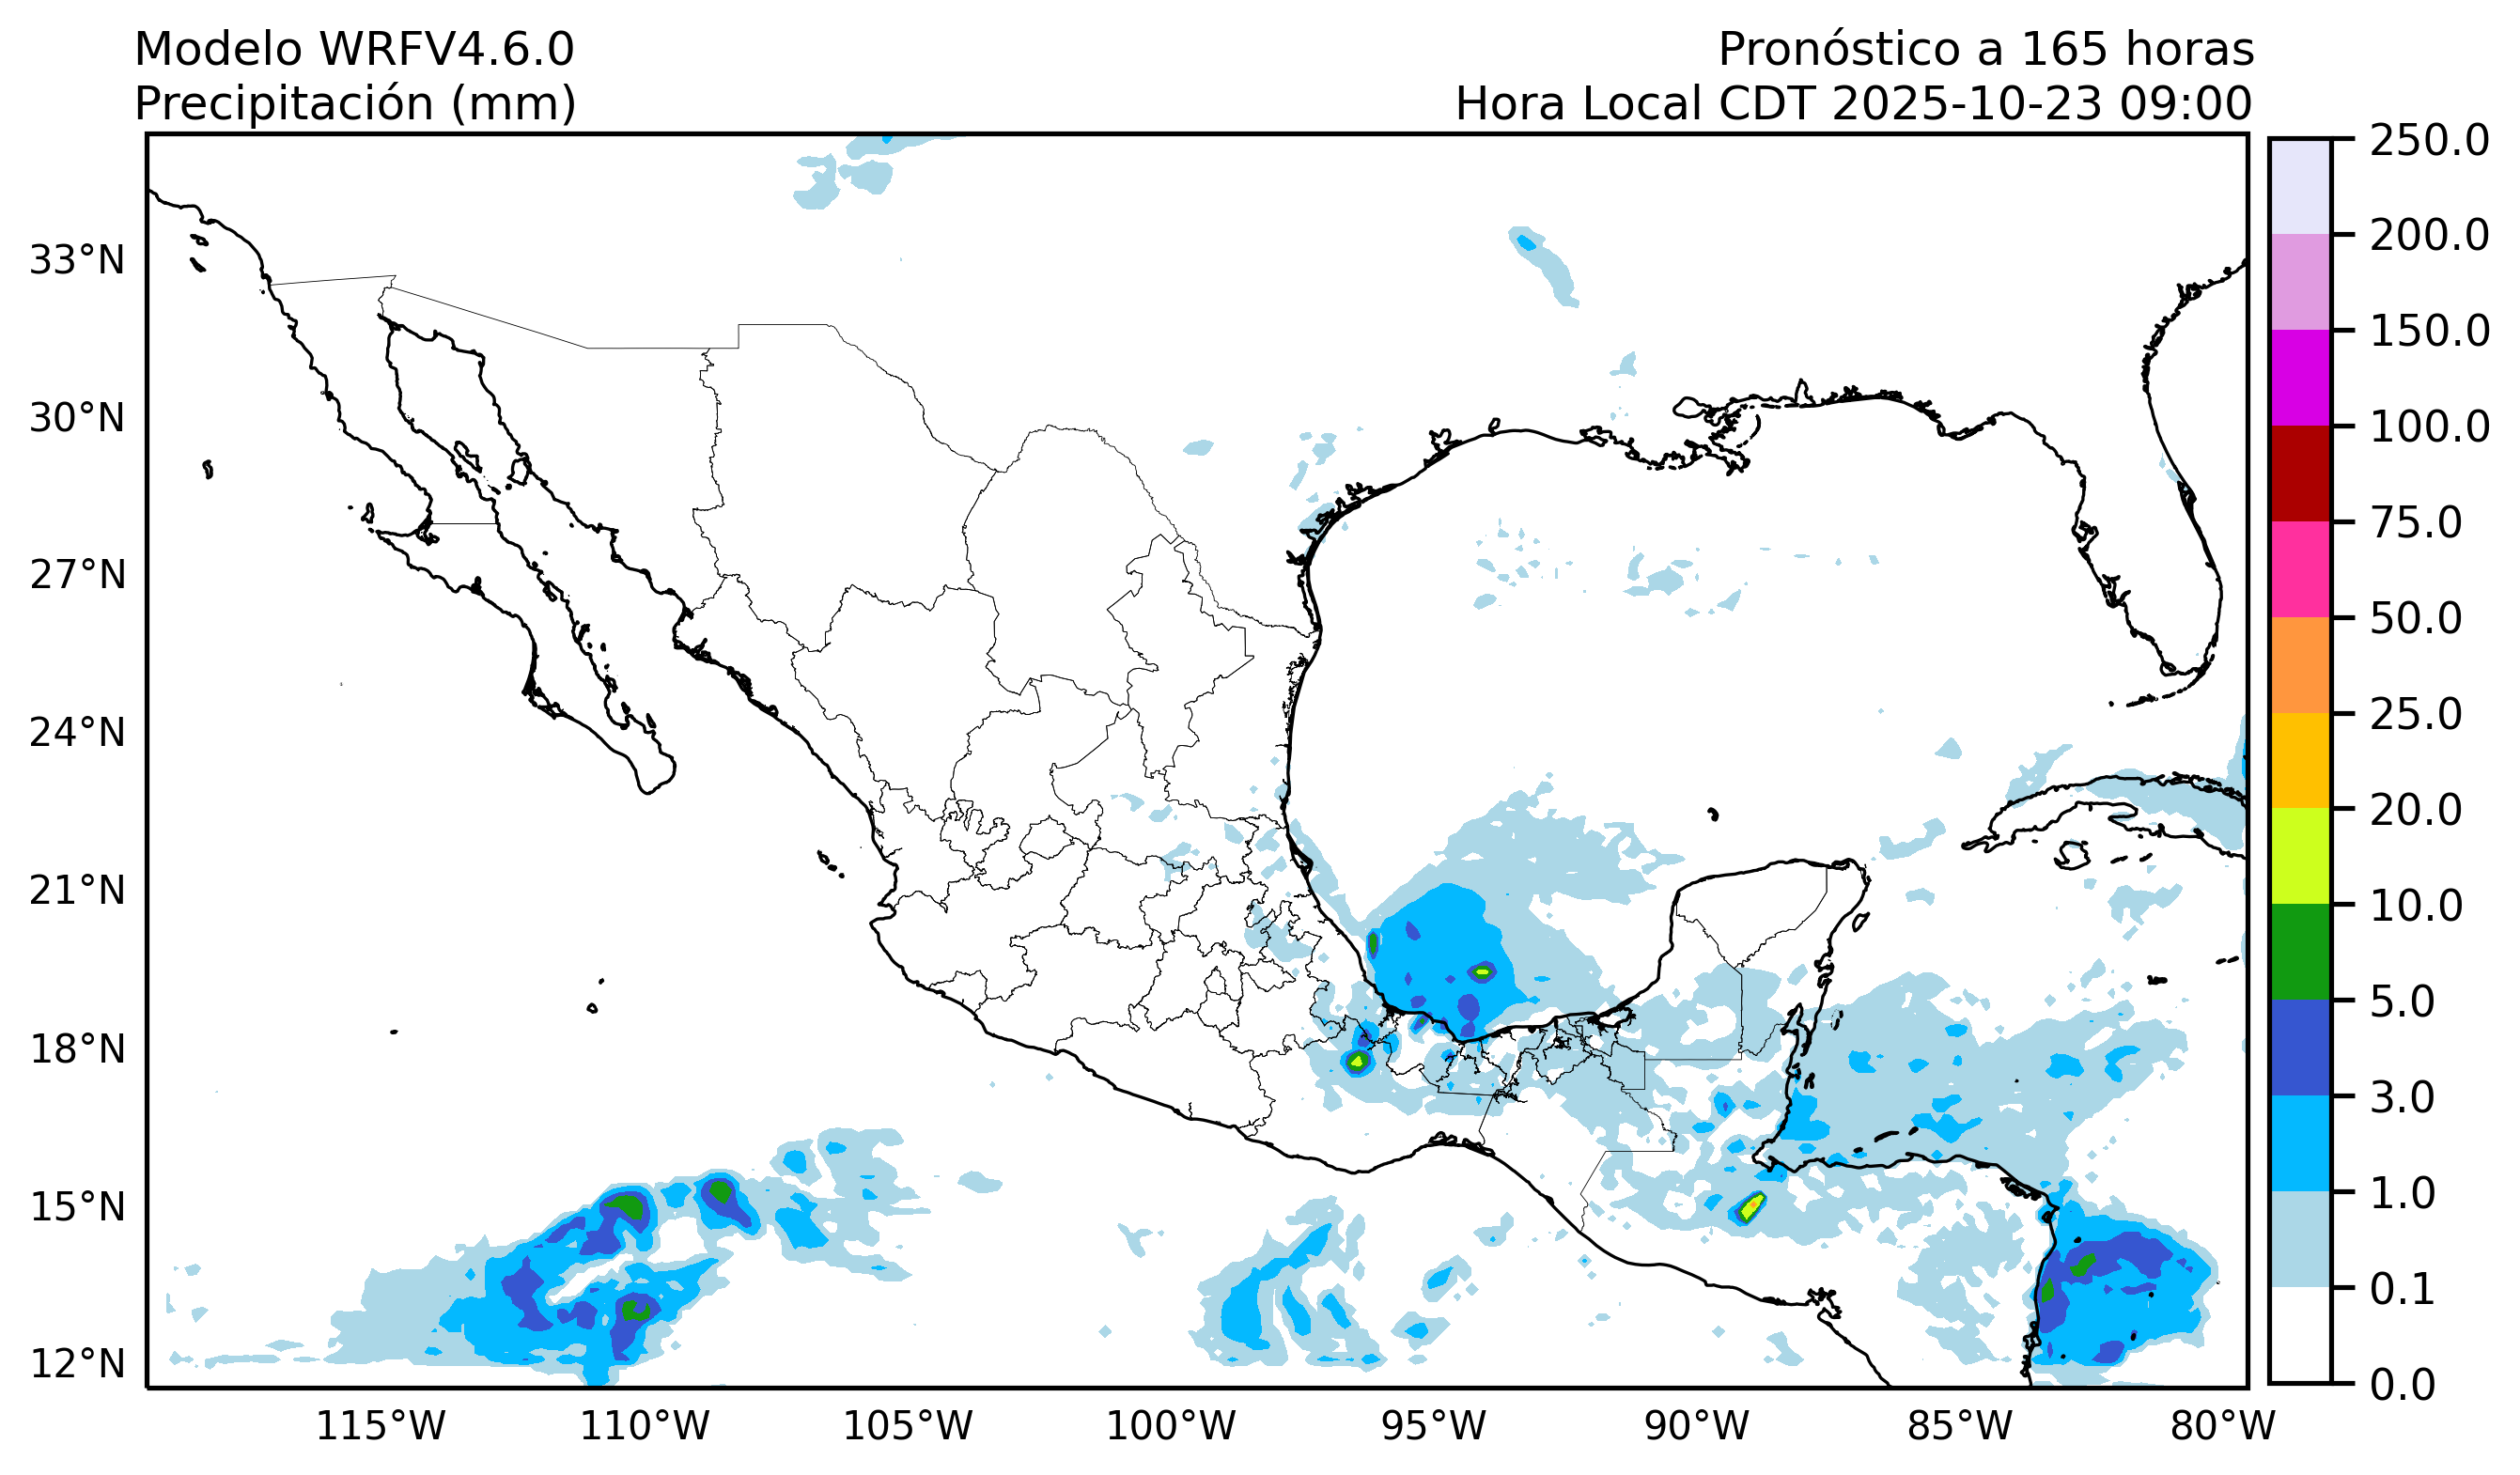 Modelo WRFV4.6.0
Precipitación (mm)
Pronóstico a 165 horas
Hora Local CDT 2025-10-23 09:00
33°N
30°N
27°N
24°N
21°N
18°N
15°N
12°N
115°W
110°W
105°W
100°W
95°W
90°W
85°W
80°W
250.0
200.0
150.0
100.0
75.0
50.0
25.0
20.0
10.0
5.0
3.0
1.0
0.1
0.0